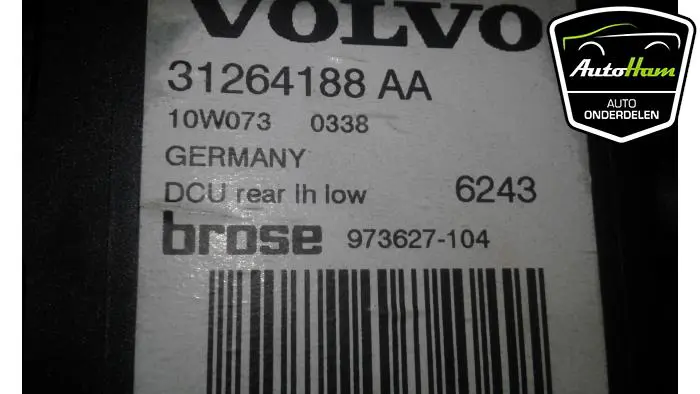 VOLVO
31264188 AA
10W073 0338
GERMANY
DCU rear lh low 6243
brose 973627-104
AutoHam
AUTO
ONDERDELEN